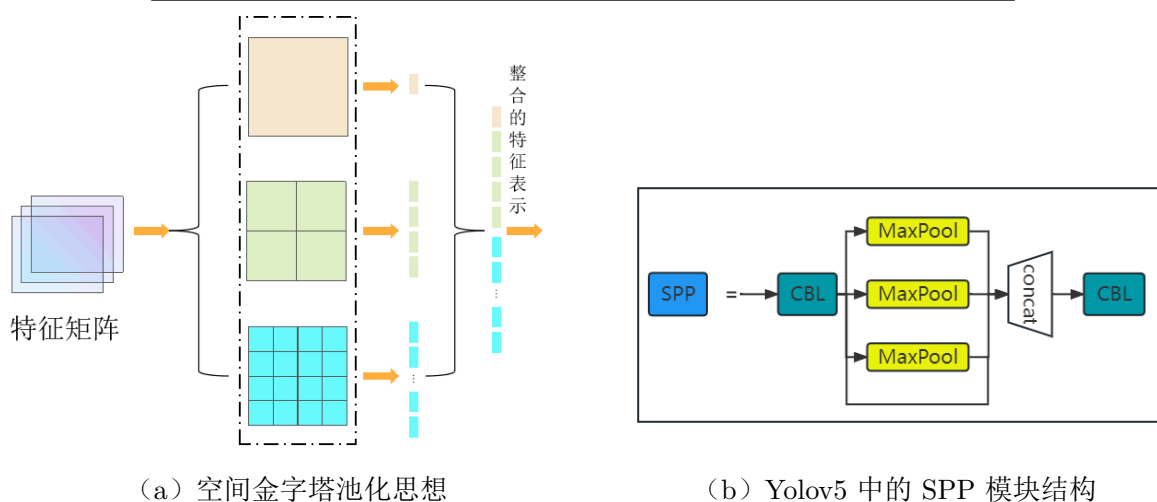 整合的特征表示
特征矩阵
⋮
⋮
SPP
=
CBL
MaxPool
MaxPool
MaxPool
concat
CBL
（a）空间金字塔池化思想
（b）Yolov5 中的 SPP 模块结构